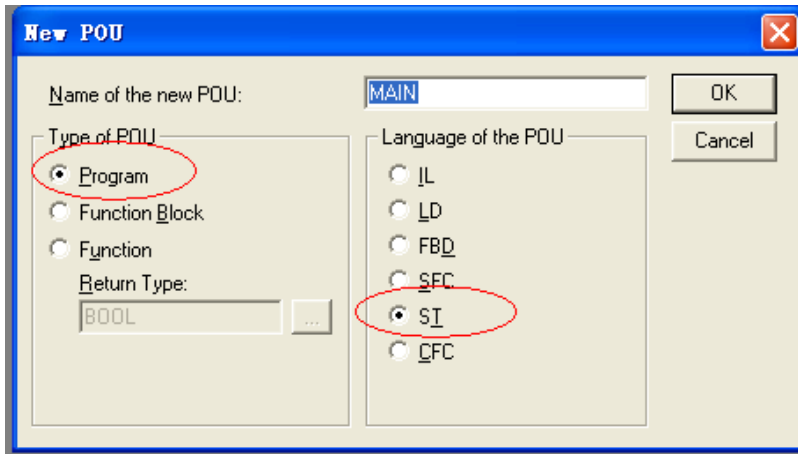 New POU
Name of the new POU:
MAIN
OK
Cancel
Type of POU
Program
Function Block
Function
Return Type:
BOOL
...
Language of the POU
IL
LD
FBD
SFC
ST
CFC